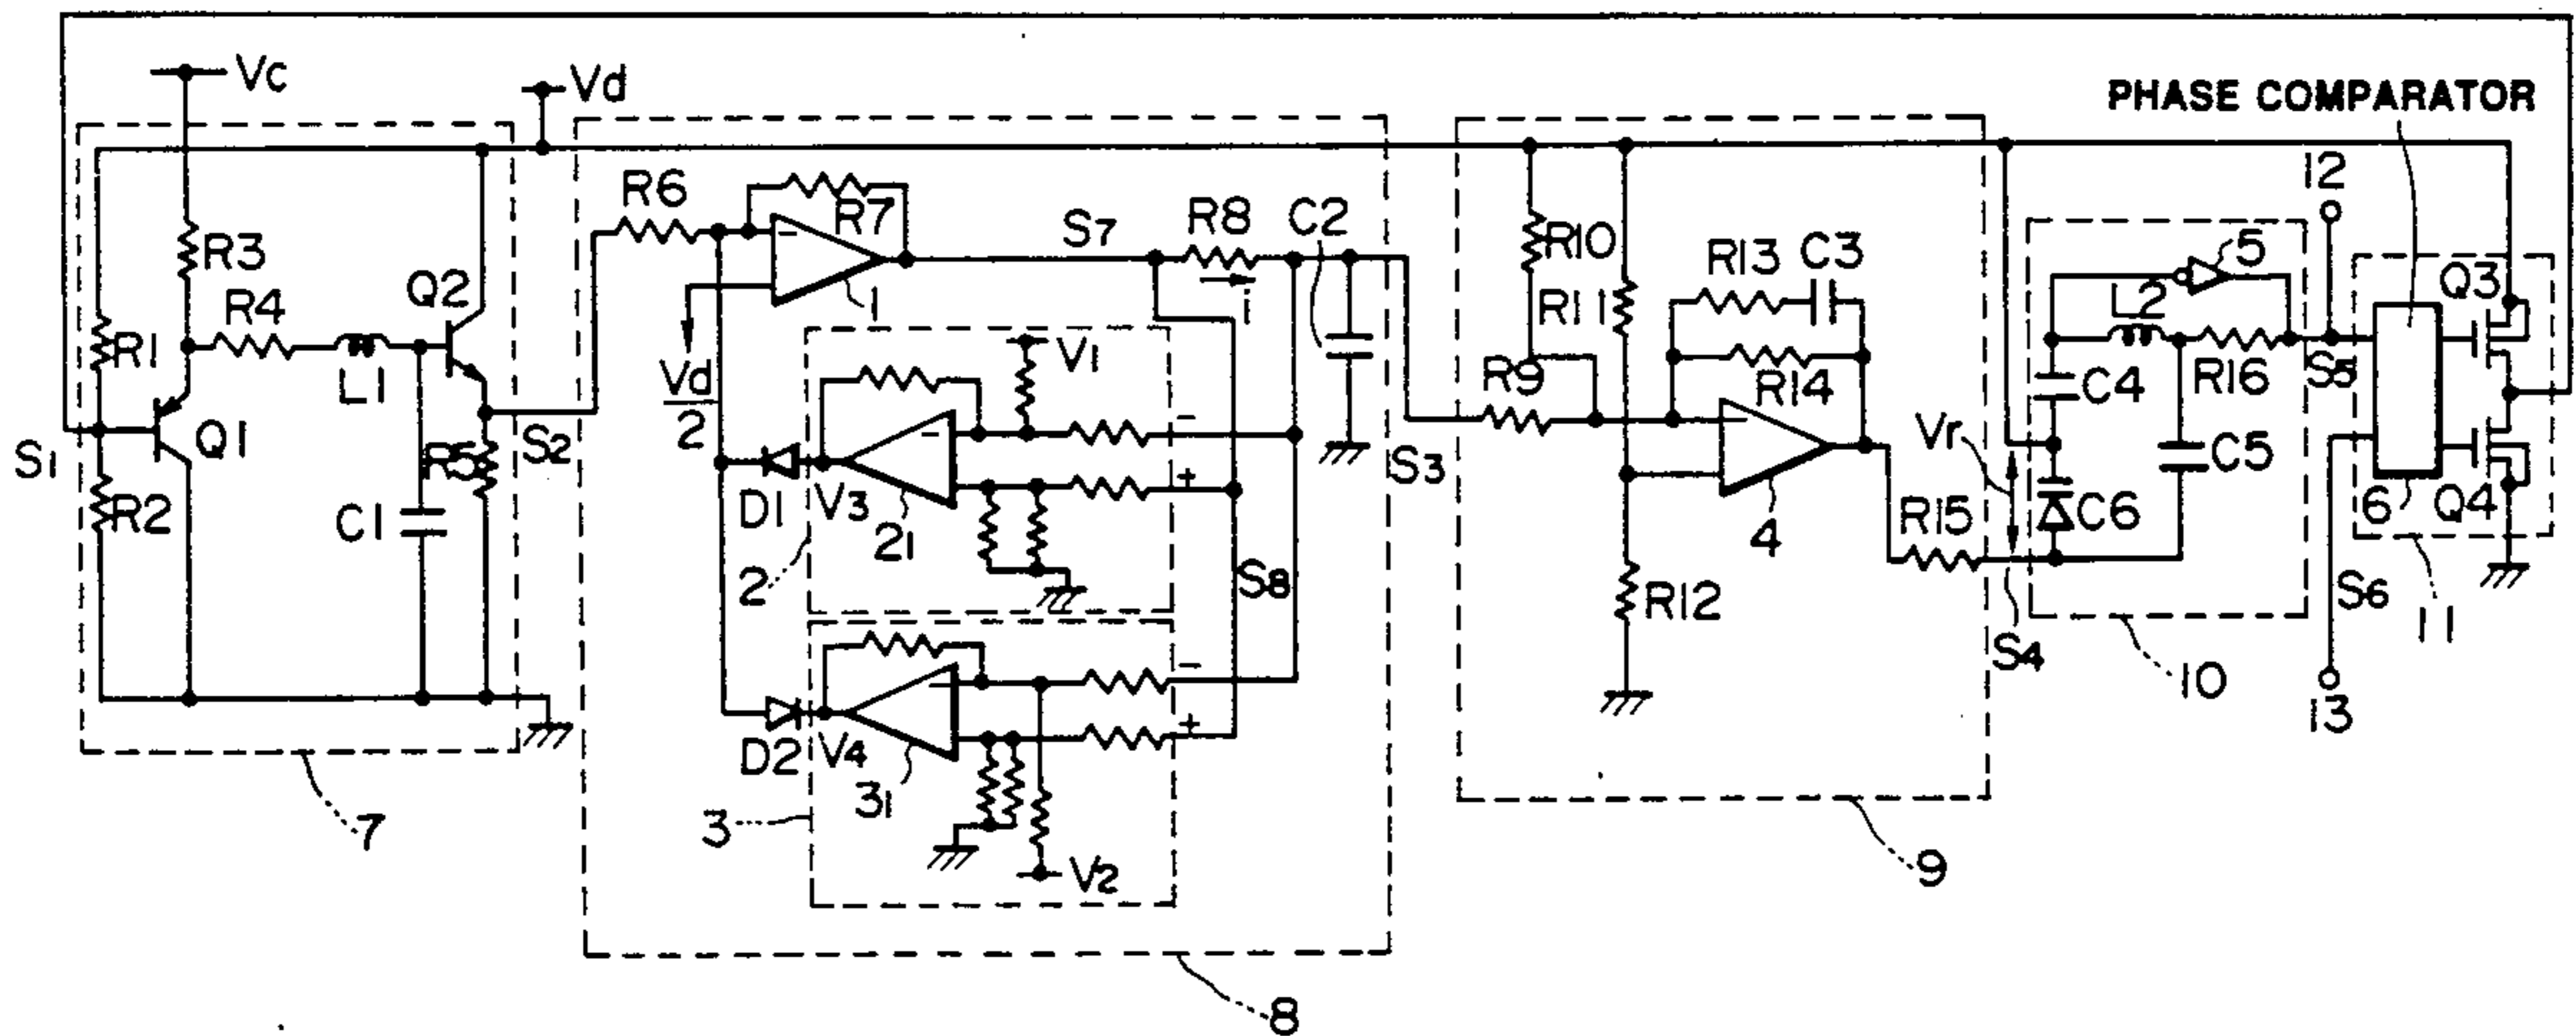 Vc
Vd
PHASE COMPARATOR
12
R6
R7
S7
R8
C2
i
R3
R4
Q2
L1
R1
Q1
S1
R2
C1
R5
S2
Vd
2
1
V1
-
-
+
D1
V3
21
2
S8
-
-
+
D2
V4
31
3
V2
S3
R10
R11
R13
C3
R14
R9
-
4
R12
R15
Vr
S4
5
L2
C4
R16
C5
C6
S5
Q3
Q4
6
S6
13
11
10
7
8
9